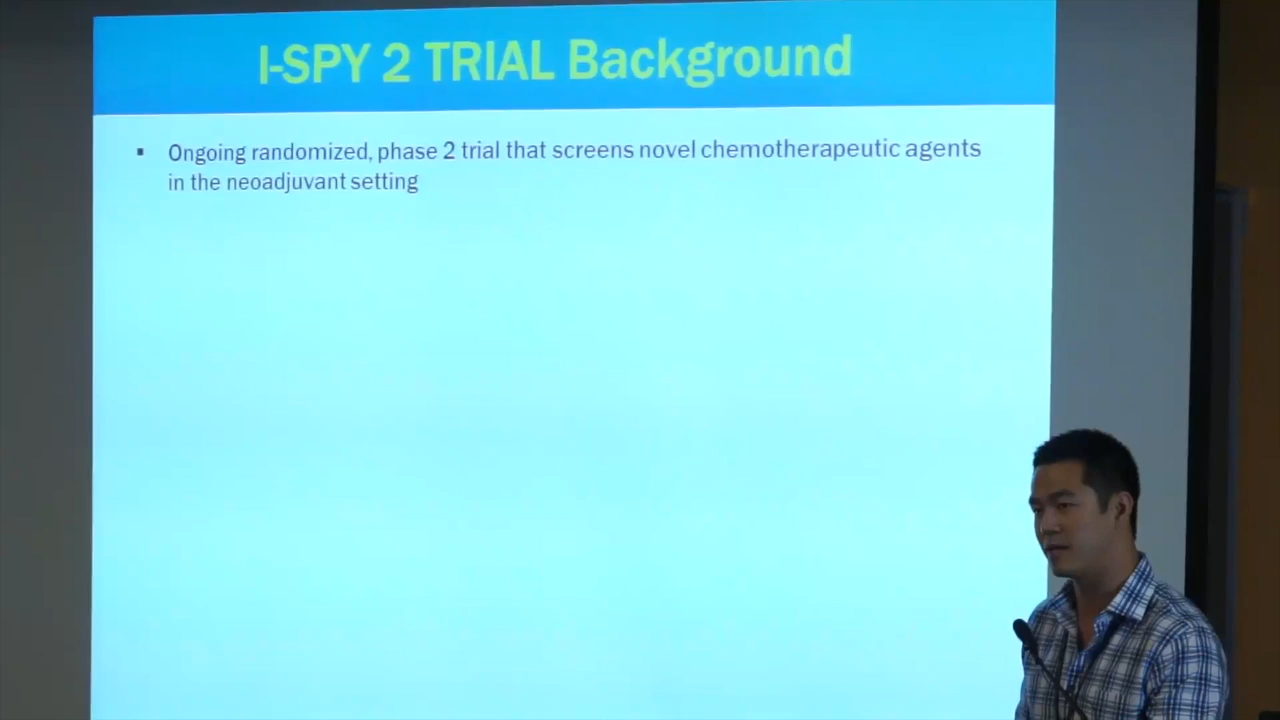 I-SPY 2 TRIAL Background
▪ Ongoing randomized, phase 2 trial that screens novel chemotherapeutic agents
in the neoadjuvant setting